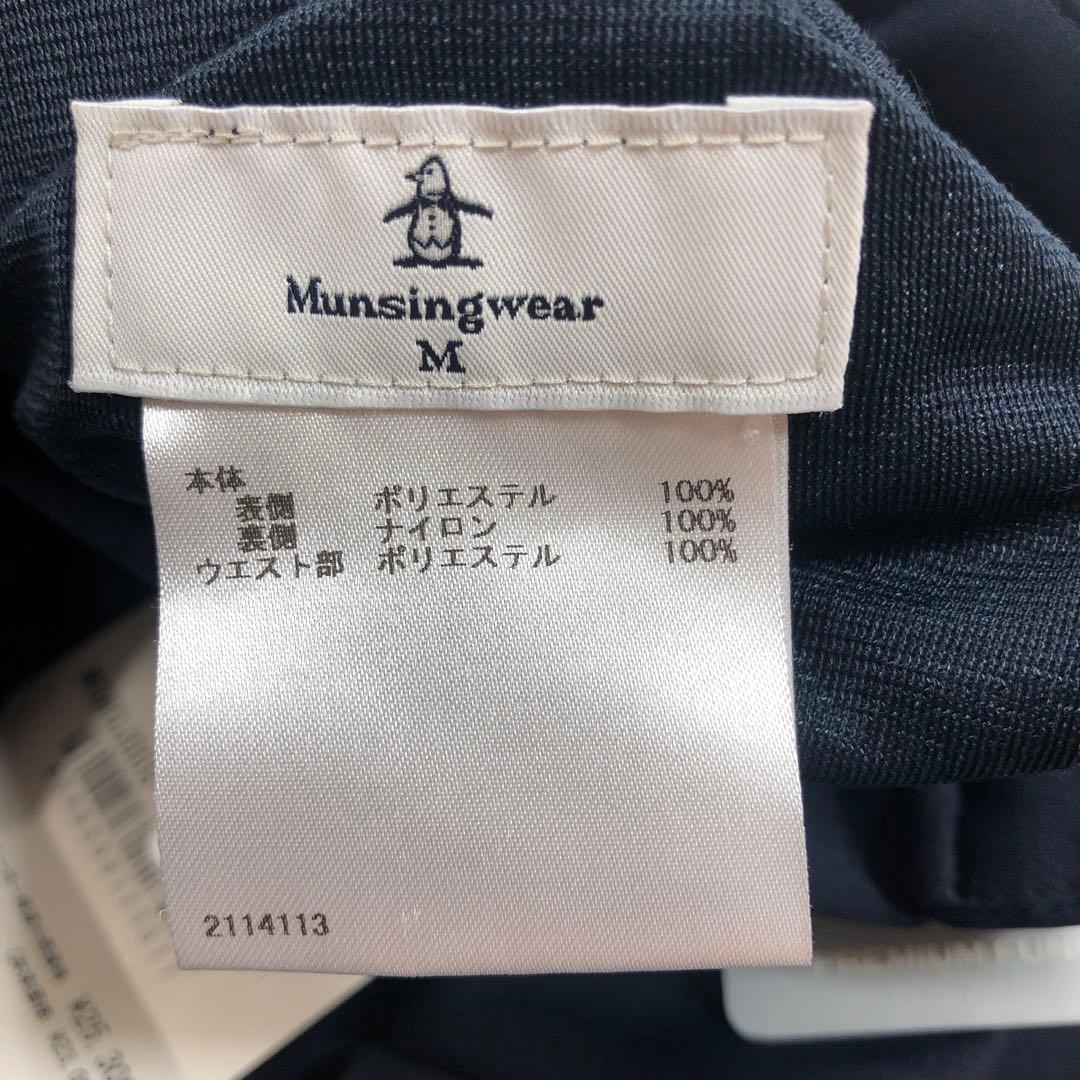 Munsingwear
M
本体
表側 ポリエステル 100%
裏側 ナイロン 100%
ウエスト部 ポリエステル 100%
2114113